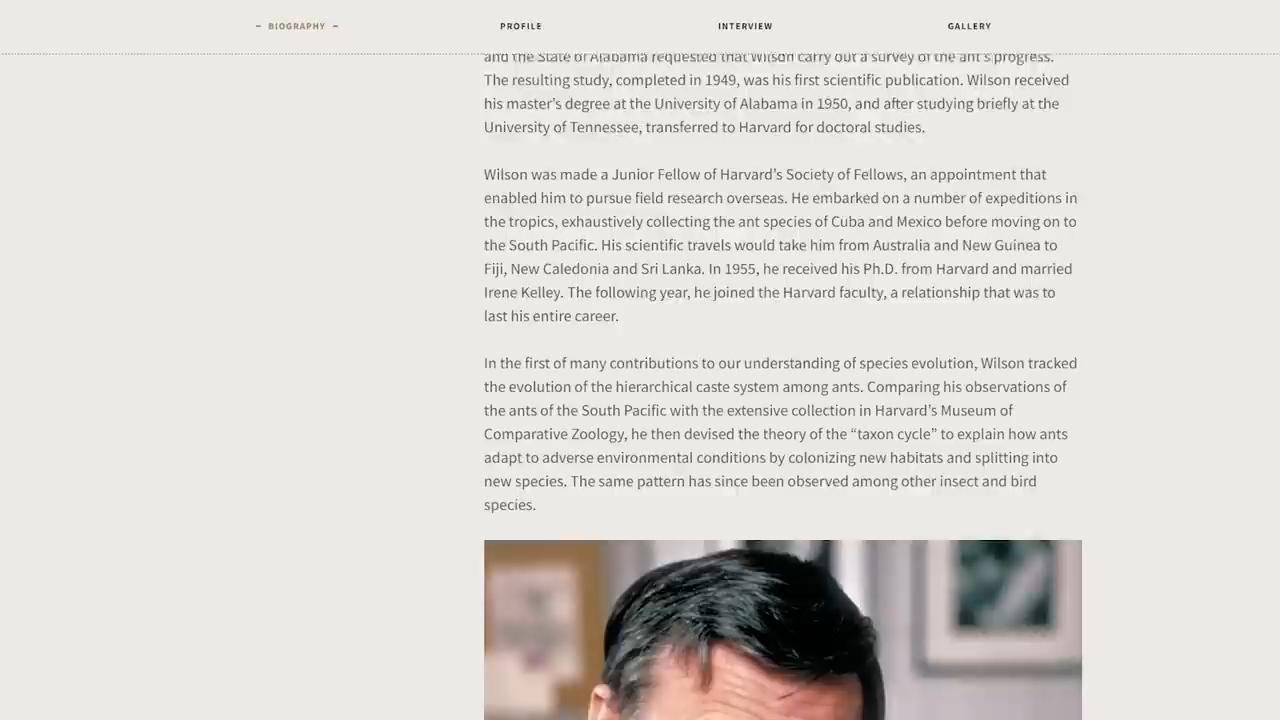 – BIOGRAPHY –
PROFILE
INTERVIEW
GALLERY
and the State of Alabama requested that Wilson carry out a survey of the ant's progress.
The resulting study, completed in 1949, was his first scientific publication. Wilson received
his master’s degree at the University of Alabama in 1950, and after studying briefly at the
University of Tennessee, transferred to Harvard for doctoral studies.
Wilson was made a Junior Fellow of Harvard’s Society of Fellows, an appointment that
enabled him to pursue field research overseas. He embarked on a number of expeditions in
the tropics, exhaustively collecting the ant species of Cuba and Mexico before moving on to
the South Pacific. His scientific travels would take him from Australia and New Guinea to
Fiji, New Caledonia and Sri Lanka. In 1955, he received his Ph.D. from Harvard and married
Irene Kelley. The following year, he joined the Harvard faculty, a relationship that was to
last his entire career.
In the first of many contributions to our understanding of species evolution, Wilson tracked
the evolution of the hierarchical caste system among ants. Comparing his observations of
the ants of the South Pacific with the extensive collection in Harvard’s Museum of
Comparative Zoology, he then devised the theory of the “taxon cycle” to explain how ants
adapt to adverse environmental conditions by colonizing new habitats and splitting into
new species. The same pattern has since been observed among other insect and bird
species.